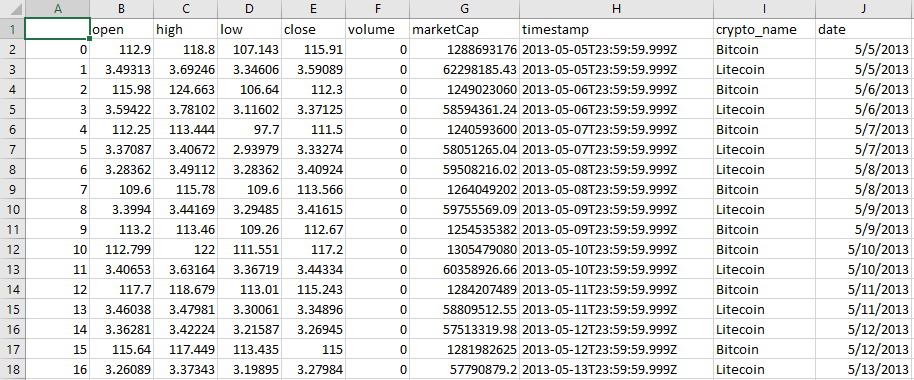 A B C D E F G H I J
1 open high low close volume marketCap timestamp crypto_name date
2 0 112.9 118.8 107.143 115.91 0 1288693176 2013-05-05T23:59:59.999Z Bitcoin 5/5/2013
3 1 3.49313 3.69246 3.34606 3.59089 0 62298185.43 2013-05-05T23:59:59.999Z Litecoin 5/5/2013
4 2 115.98 124.663 106.64 112.3 0 1249023060 2013-05-06T23:59:59.999Z Bitcoin 5/6/2013
5 3 3.59422 3.78102 3.11602 3.37125 0 58594361.24 2013-05-06T23:59:59.999Z Litecoin 5/6/2013
6 4 112.25 113.444 97.7 111.5 0 1240593600 2013-05-07T23:59:59.999Z Bitcoin 5/7/2013
7 5 3.37087 3.40672 2.93979 3.33274 0 58051265.04 2013-05-07T23:59:59.999Z Litecoin 5/7/2013
8 6 3.28362 3.49112 3.28362 3.40924 0 59508216.02 2013-05-08T23:59:59.999Z Litecoin 5/8/2013
9 7 109.6 115.78 109.6 113.566 0 1264049202 2013-05-08T23:59:59.999Z Bitcoin 5/8/2013
10 8 3.3994 3.44169 3.29485 3.41615 0 59755569.09 2013-05-09T23:59:59.999Z Litecoin 5/9/2013
11 9 113.2 113.46 109.26 112.67 0 1254535382 2013-05-09T23:59:59.999Z Bitcoin 5/9/2013
12 10 112.799 122 111.551 117.2 0 1305479080 2013-05-10T23:59:59.999Z Bitcoin 5/10/2013
13 11 3.40653 3.63164 3.36719 3.44334 0 60358926.66 2013-05-10T23:59:59.999Z Litecoin 5/10/2013
14 12 117.7 118.679 113.01 115.243 0 1284207489 2013-05-11T23:59:59.999Z Bitcoin 5/11/2013
15 13 3.46038 3.47981 3.30061 3.34896 0 58809512.55 2013-05-11T23:59:59.999Z Litecoin 5/11/2013
16 14 3.36281 3.42224 3.21587 3.26945 0 57513319.98 2013-05-12T23:59:59.999Z Litecoin 5/12/2013
17 15 115.64 117.449 113.435 115 0 1281982625 2013-05-12T23:59:59.999Z Bitcoin 5/12/2013
18 16 3.26089 3.37343 3.19895 3.27984 0 57790879.2 2013-05-13T23:59:59.999Z Litecoin 5/13/2013